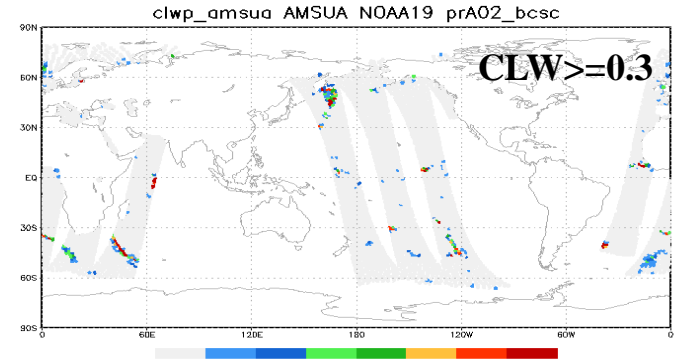 clwp_amsua AMSUA NOAA19 prA02_bcsc
CLW>=0.3
90N
60N
30N
EQ
30S
60S
90S
0 60E 120E 180 120W 60W 0